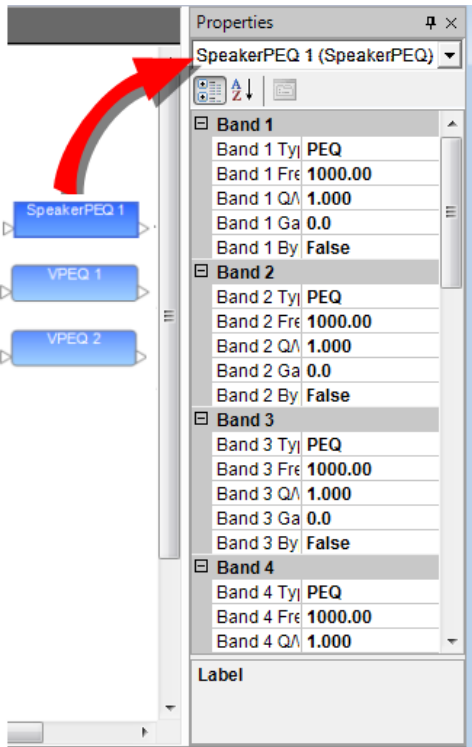 Properties
SpeakerPEQ 1 (SpeakerPEQ)
Band 1
Band 1 Ty PEQ
Band 1 Fre 1000.00
Band 1 Q/ 1.000
Band 1 Ga 0.0
Band 1 By False
Band 2
Band 2 Ty PEQ
Band 2 Fre 1000.00
Band 2 Q/ 1.000
Band 2 Ga 0.0
Band 2 By False
Band 3
Band 3 Ty PEQ
Band 3 Fre 1000.00
Band 3 Q/ 1.000
Band 3 Ga 0.0
Band 3 By False
Band 4
Band 4 Ty PEQ
Band 4 Fre 1000.00
Band 4 Q/ 1.000
Label
SpeakerPEQ 1
VPEQ 1
VPEQ 2